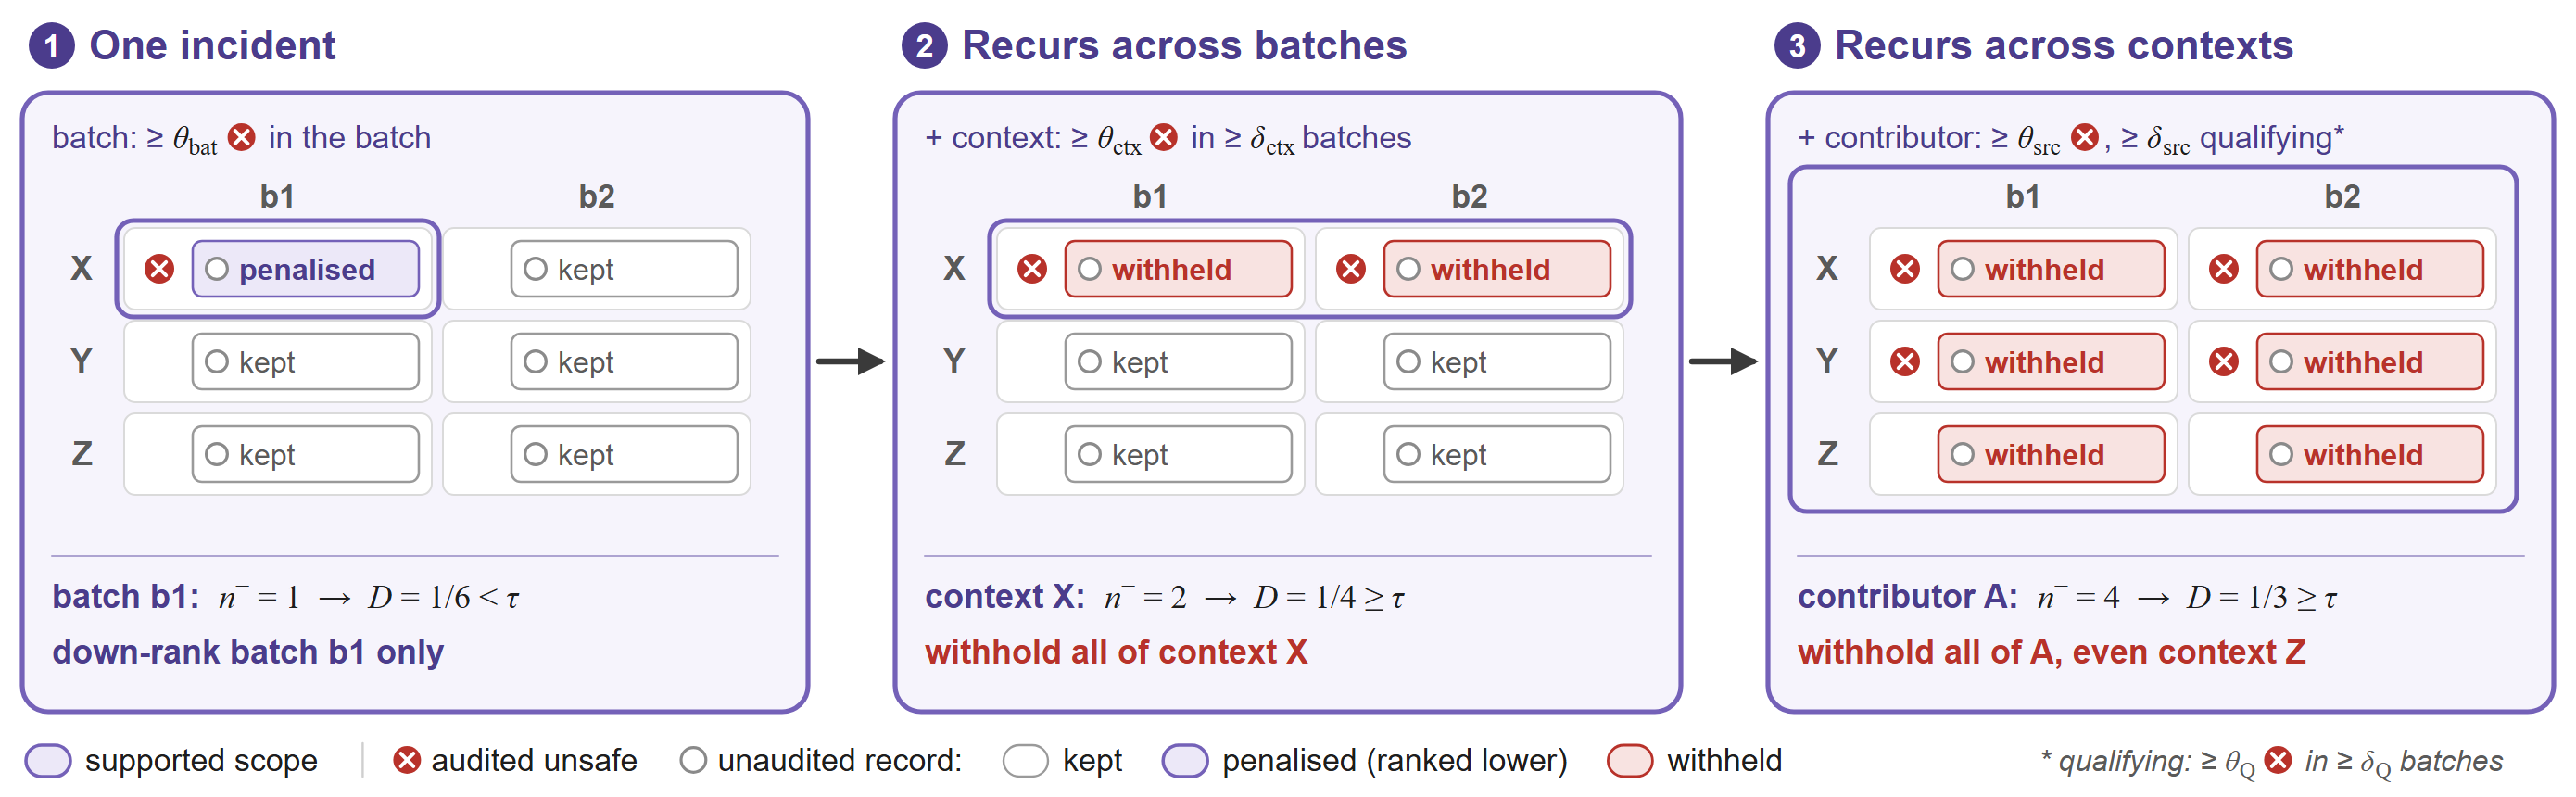 1 One incident
batch: ≥ θbat ⊗ in the batch
b1 b2
X penalised kept
Y kept kept
Z kept kept
batch b1: n⁻ = 1 → D = 1/6 < τ
down-rank batch b1 only
2 Recurs across batches
+ context: ≥ θctx ⊗ in ≥ δctx batches
b1 b2
X withheld withheld
Y kept kept
Z kept kept
context X: n⁻ = 2 → D = 1/4 ≥ τ
withhold all of context X
3 Recurs across contexts
+ contributor: ≥ θsrc ⊗, ≥ δsrc qualifying*
b1 b2
X withheld withheld
Y withheld withheld
Z withheld withheld
contributor A: n⁻ = 4 → D = 1/3 ≥ τ
withhold all of A, even context Z
supported scope | ⊗ audited unsafe unaudited record: kept penalised (ranked lower) withheld
* qualifying: ≥ θQ ⊗ in ≥ δQ batches